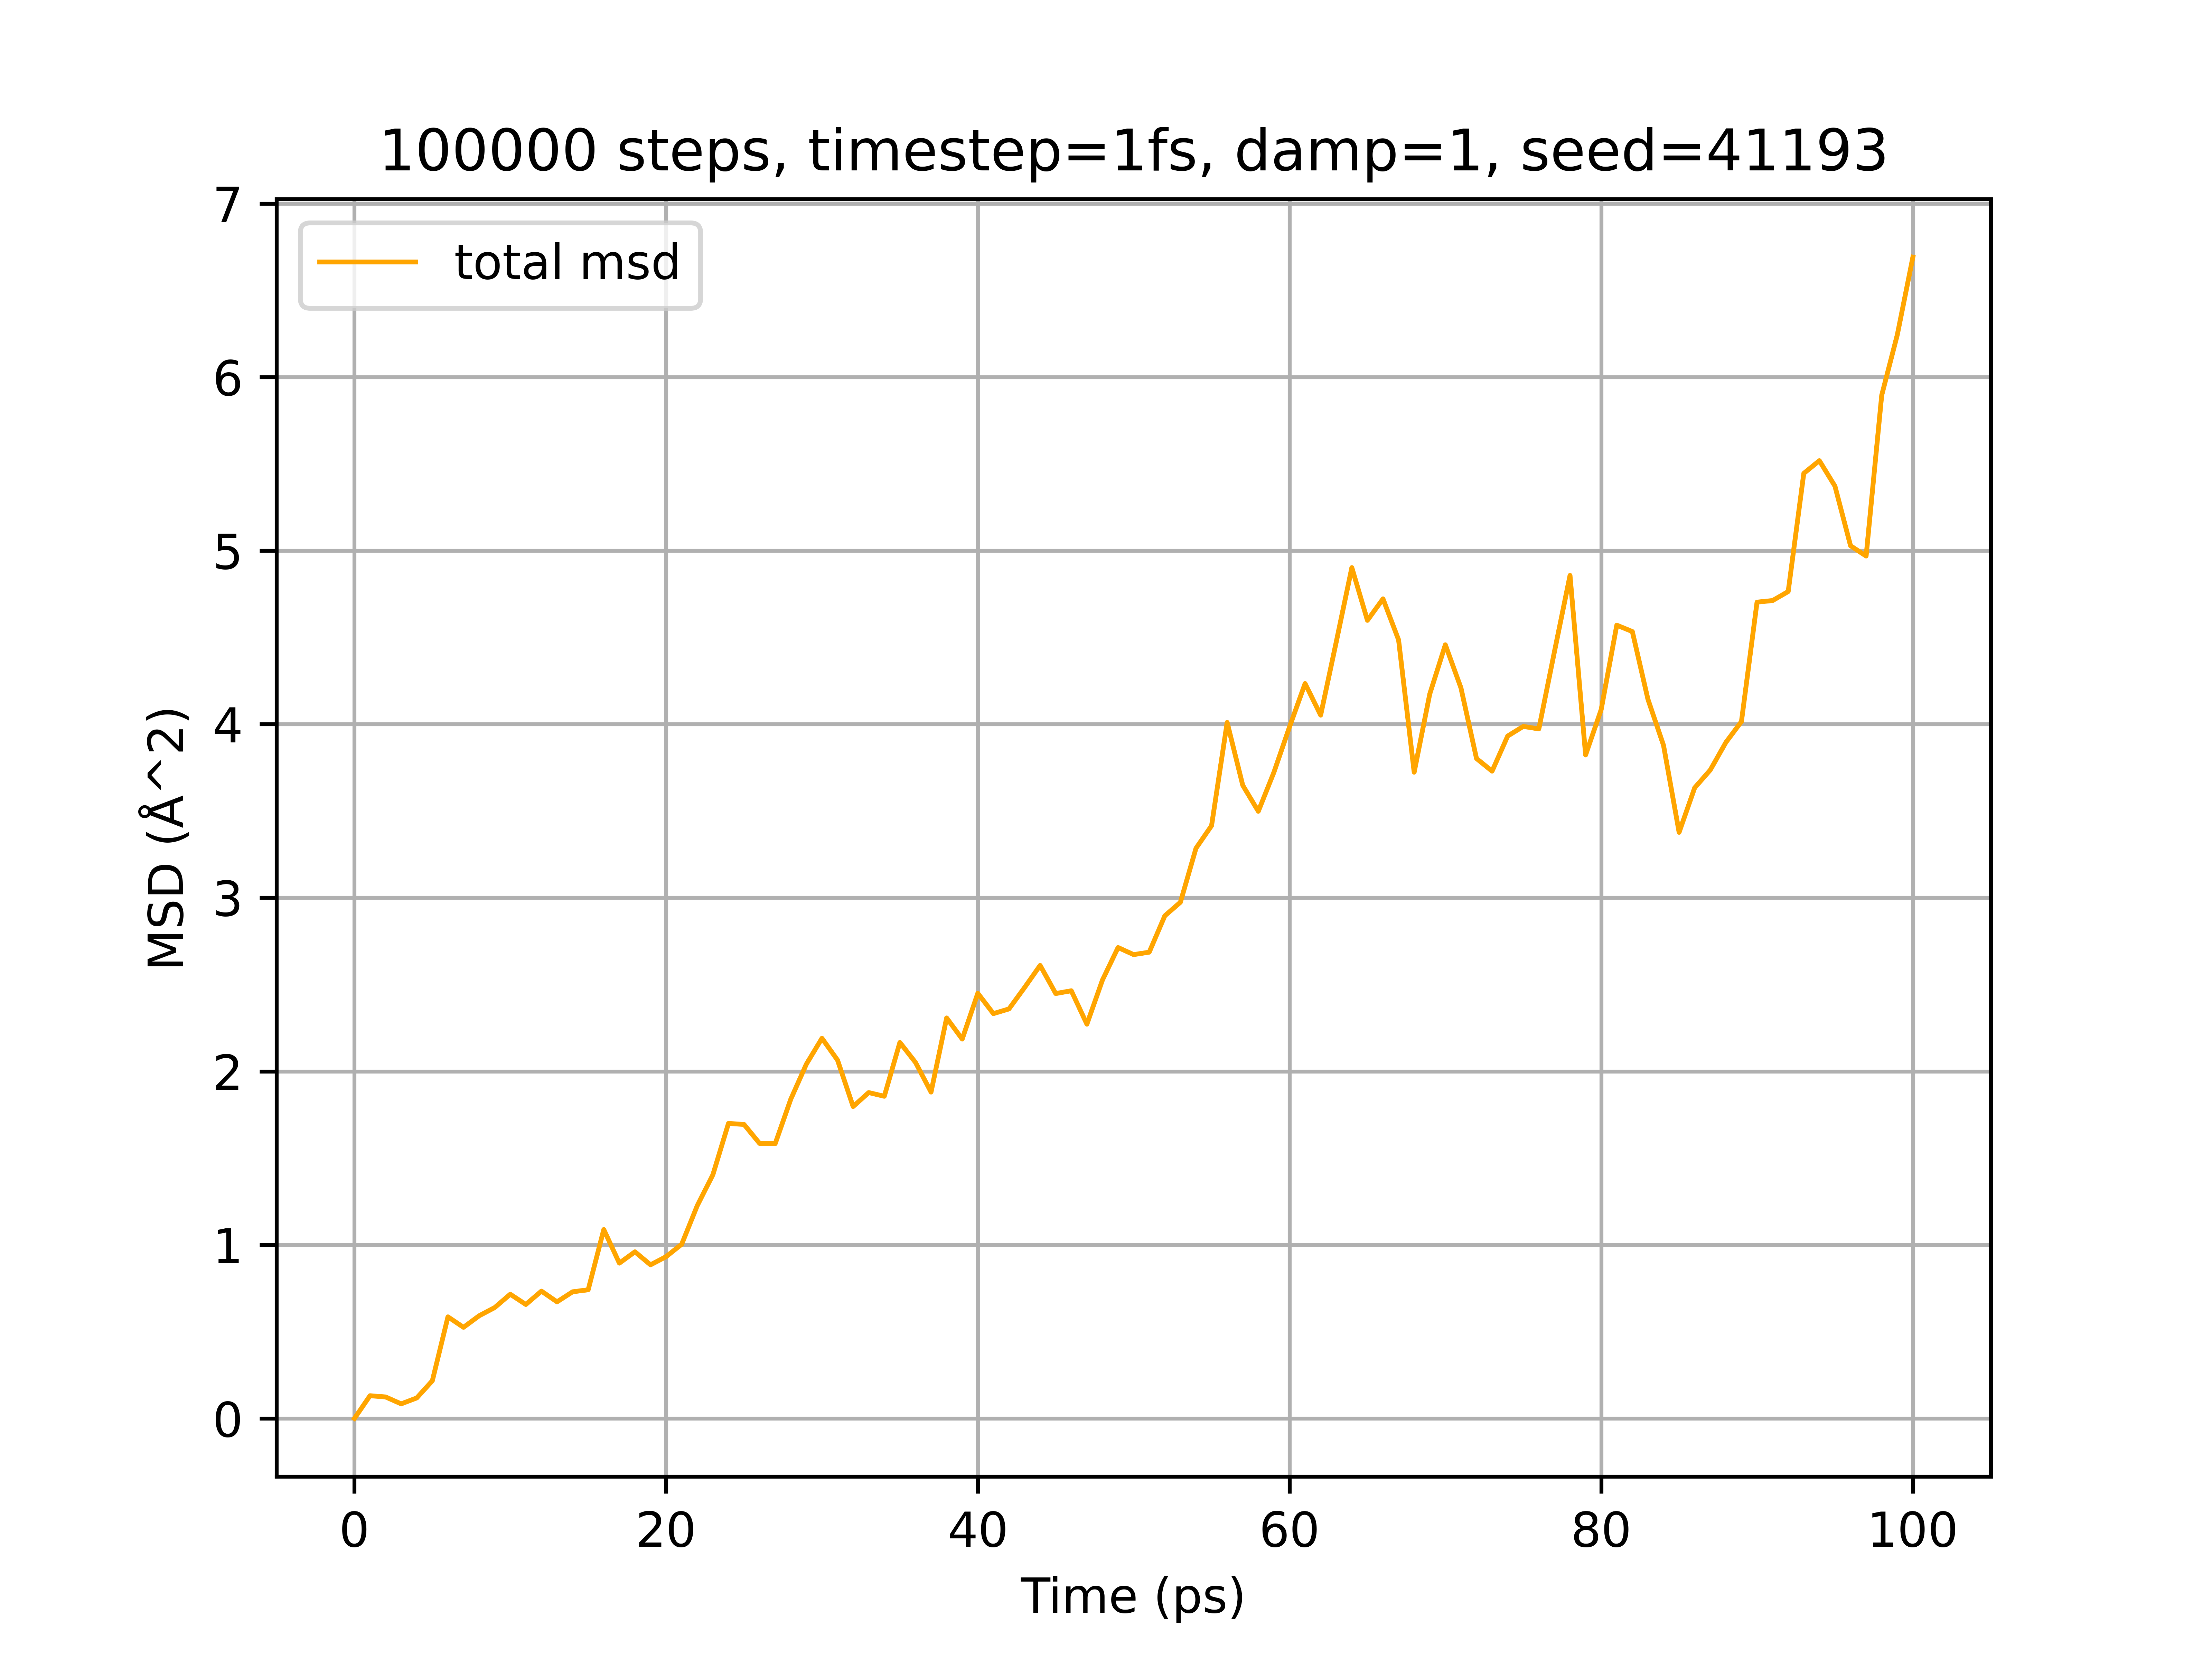 100000 steps, timestep=1fs, damp=1, seed=41193
total msd
MSD (Å^2)
7
6
5
4
3
2
1
0
0 20 40 60 80 100
Time (ps)